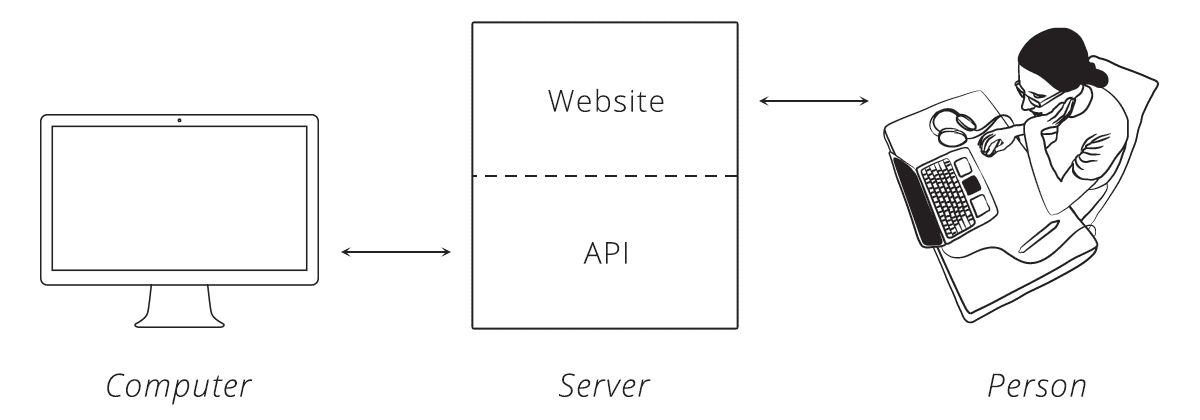 Website
API
Computer
Server
Person